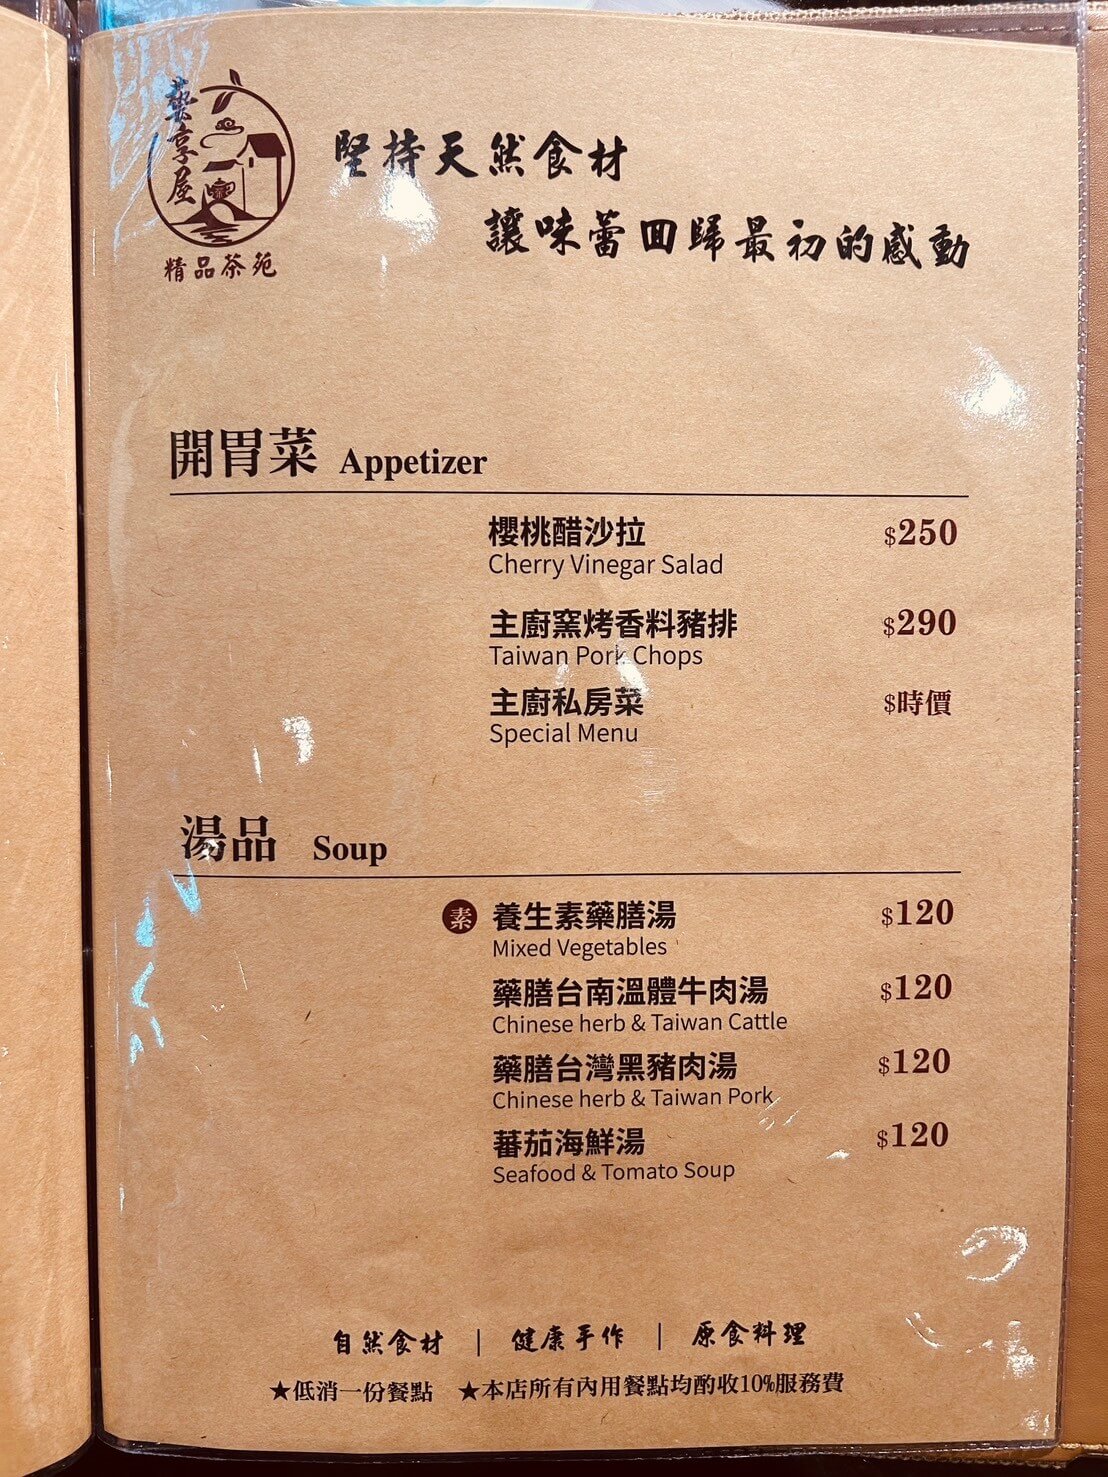 藝享屋
精品茶苑
堅持天然食材
讓味蕾回歸最初的感動
開胃菜 Appetizer
櫻桃醋沙拉 $250
Cherry Vinegar Salad
主廚窯烤香料豬排 $290
Taiwan Pork Chops
主廚私房菜 $時價
Special Menu
湯品 Soup
素 養生素藥膳湯 $120
Mixed Vegetables
藥膳台南溫體牛肉湯 $120
Chinese herb & Taiwan Cattle
藥膳台灣黑豬肉湯 $120
Chinese herb & Taiwan Pork
蕃茄海鮮湯 $120
Seafood & Tomato Soup
自然食材 | 健康手作 | 原食料理
★低消一份餐點 ★本店所有內用餐點均酌收10%服務費